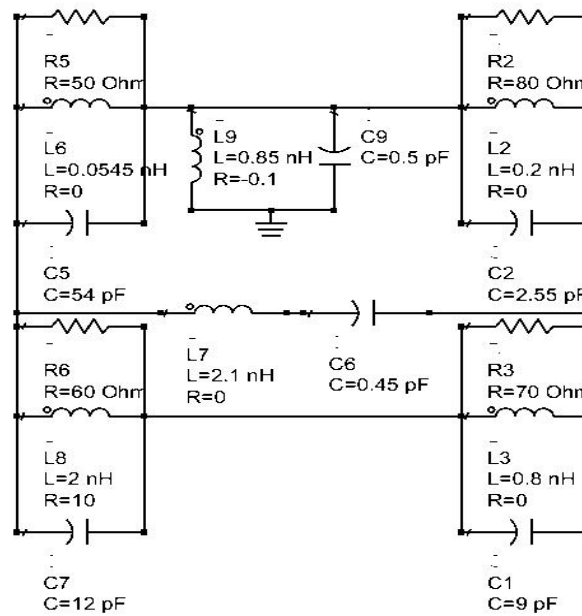 R5
R=50 Ohm
R2
R=80 Ohm
L6
L=0.0545 nH
R=0
L9
L=0.85 nH
R=-0.1
C9
C=0.5 pF
L2
L=0.2 nH
R=0
C5
C=54 pF
C2
C=2.55 pF
R6
R=60 Ohm
L7
L=2.1 nH
R=0
C6
C=0.45 pF
R3
R=70 Ohm
L8
L=2 nH
R=10
L3
L=0.8 nH
R=0
C7
C=12 pF
C1
C=9 pF